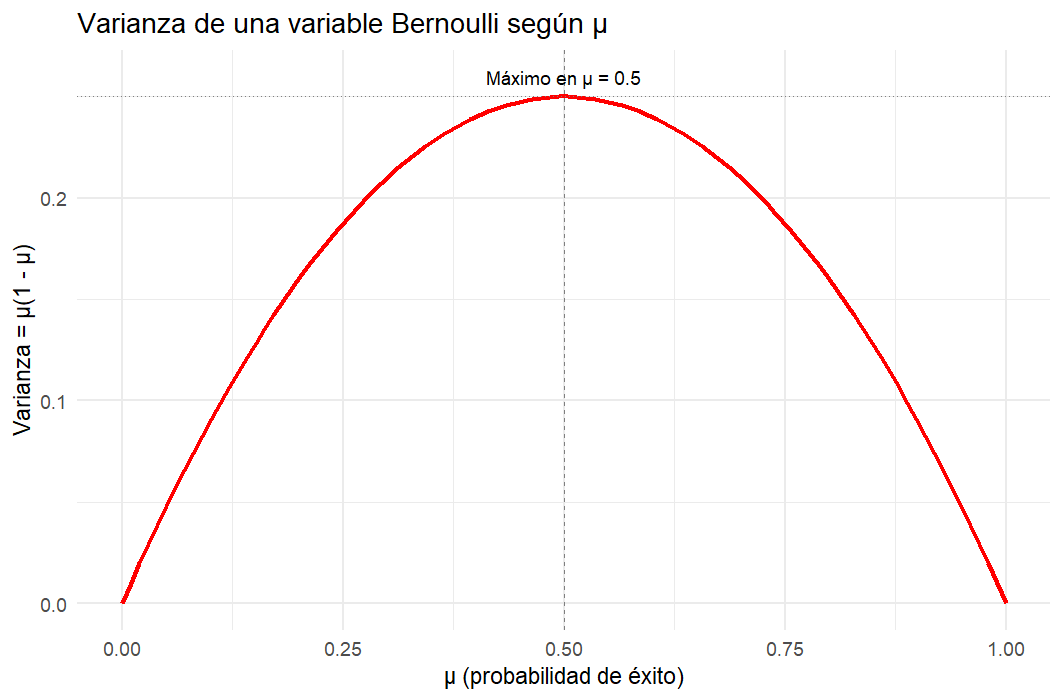 Varianza de una variable Bernoulli según μ
Máximo en μ = 0.5
Varianza = μ(1 - μ)
0.2
0.1
0.0
0.00
0.25
0.50
0.75
1.00
μ (probabilidad de éxito)